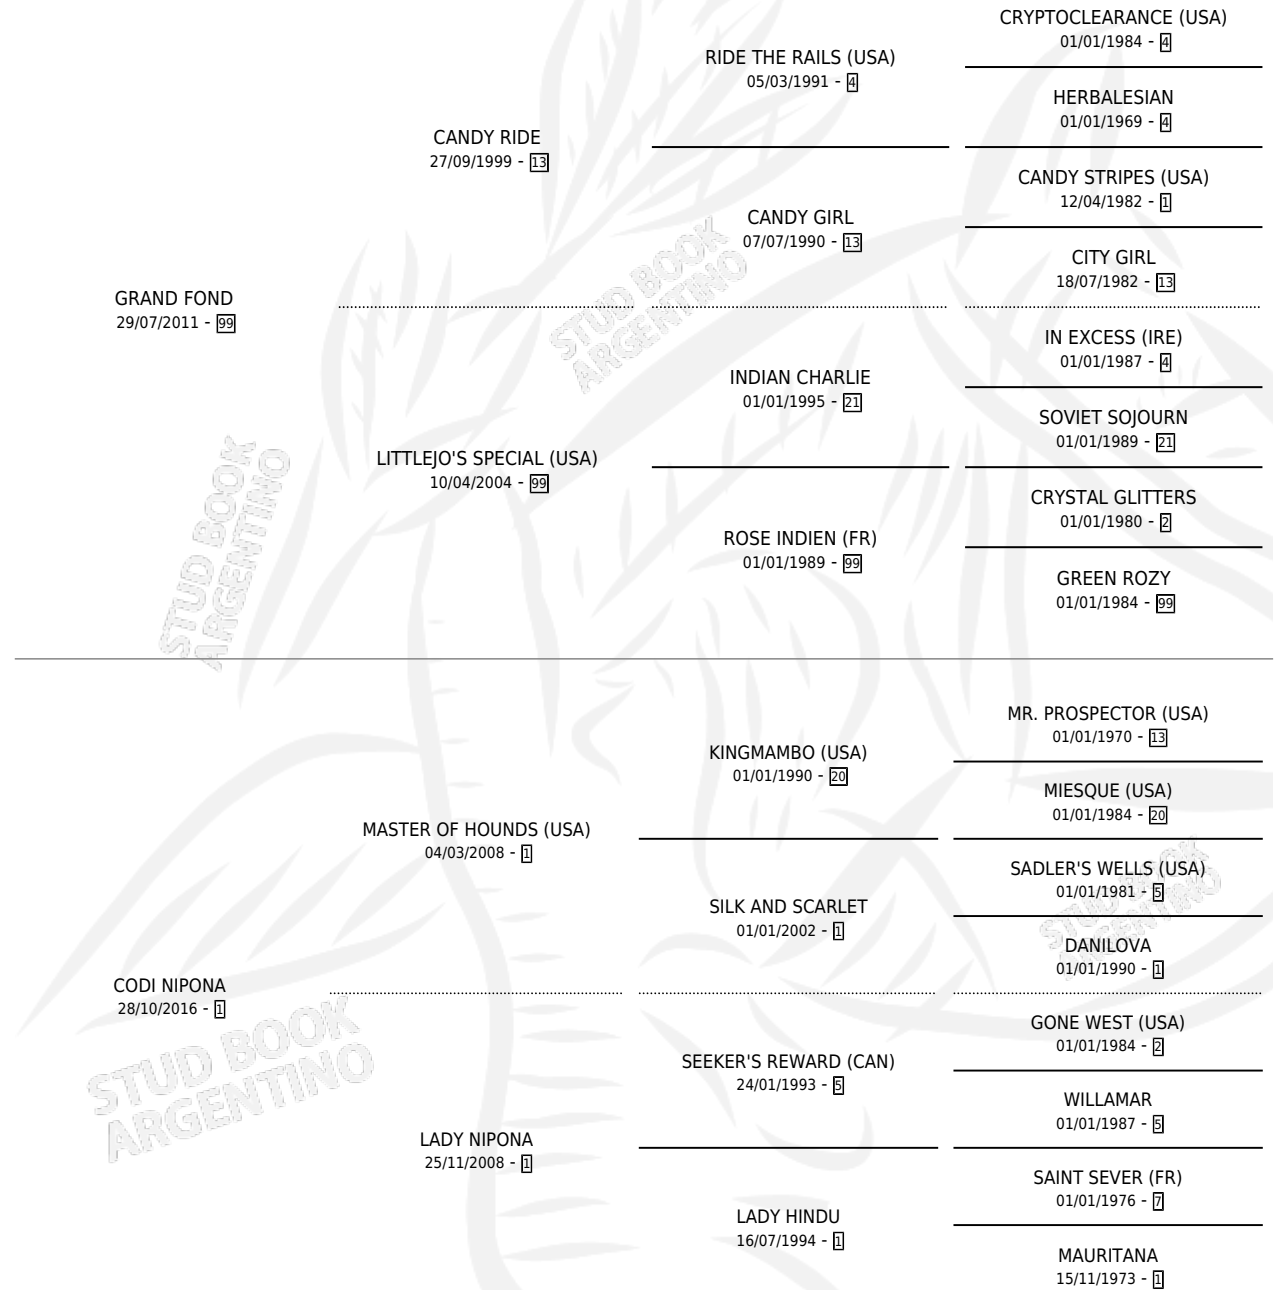 CRYPTOCLEARANCE (USA)
01/01/1984 - 4
RIDE THE RAILS (USA)
05/03/1991 - 4
HERBALESIAN
01/01/1969 - 4
CANDY RIDE
27/09/1999 - 13
CANDY STRIPES (USA)
12/04/1982 - 1
CANDY GIRL
07/07/1990 - 13
CITY GIRL
18/07/1982 - 13
GRAND FOND
29/07/2011 - 99
STUD BOOK
ARGENTINO
IN EXCESS (IRE)
01/01/1987 - 4
INDIAN CHARLIE
01/01/1995 - 21
SOVIET SOJOURN
01/01/1989 - 21
LITTLEJO'S SPECIAL (USA)
10/04/2004 - 99
CRYSTAL GLITTERS
01/01/1980 - 2
ROSE INDIEN (FR)
01/01/1989 - 99
GREEN ROZY
01/01/1984 - 99
STUD BOOK
ARGENTINO
MR. PROSPECTOR (USA)
01/01/1970 - 13
KINGMAMBO (USA)
01/01/1990 - 20
MIESQUE (USA)
01/01/1984 - 20
MASTER OF HOUNDS (USA)
04/03/2008 - 1
SADLER'S WELLS (USA)
01/01/1981 - 5
SILK AND SCARLET
01/01/2002 - 1
STUD BOOK
ARGENTINO
DANILOVA
01/01/1990 - 1
CODI NIPONA
28/10/2016 - 1
STUD BOOK
ARGENTINO
GONE WEST (USA)
01/01/1984 - 2
SEEKER'S REWARD (CAN)
24/01/1993 - 5
WILLAMAR
01/01/1987 - 5
LADY NIPONA
25/11/2008 - 1
SAINT SEVER (FR)
01/01/1976 - 7
LADY HINDU
16/07/1994 - 1
MAURITANA
15/11/1973 - 1